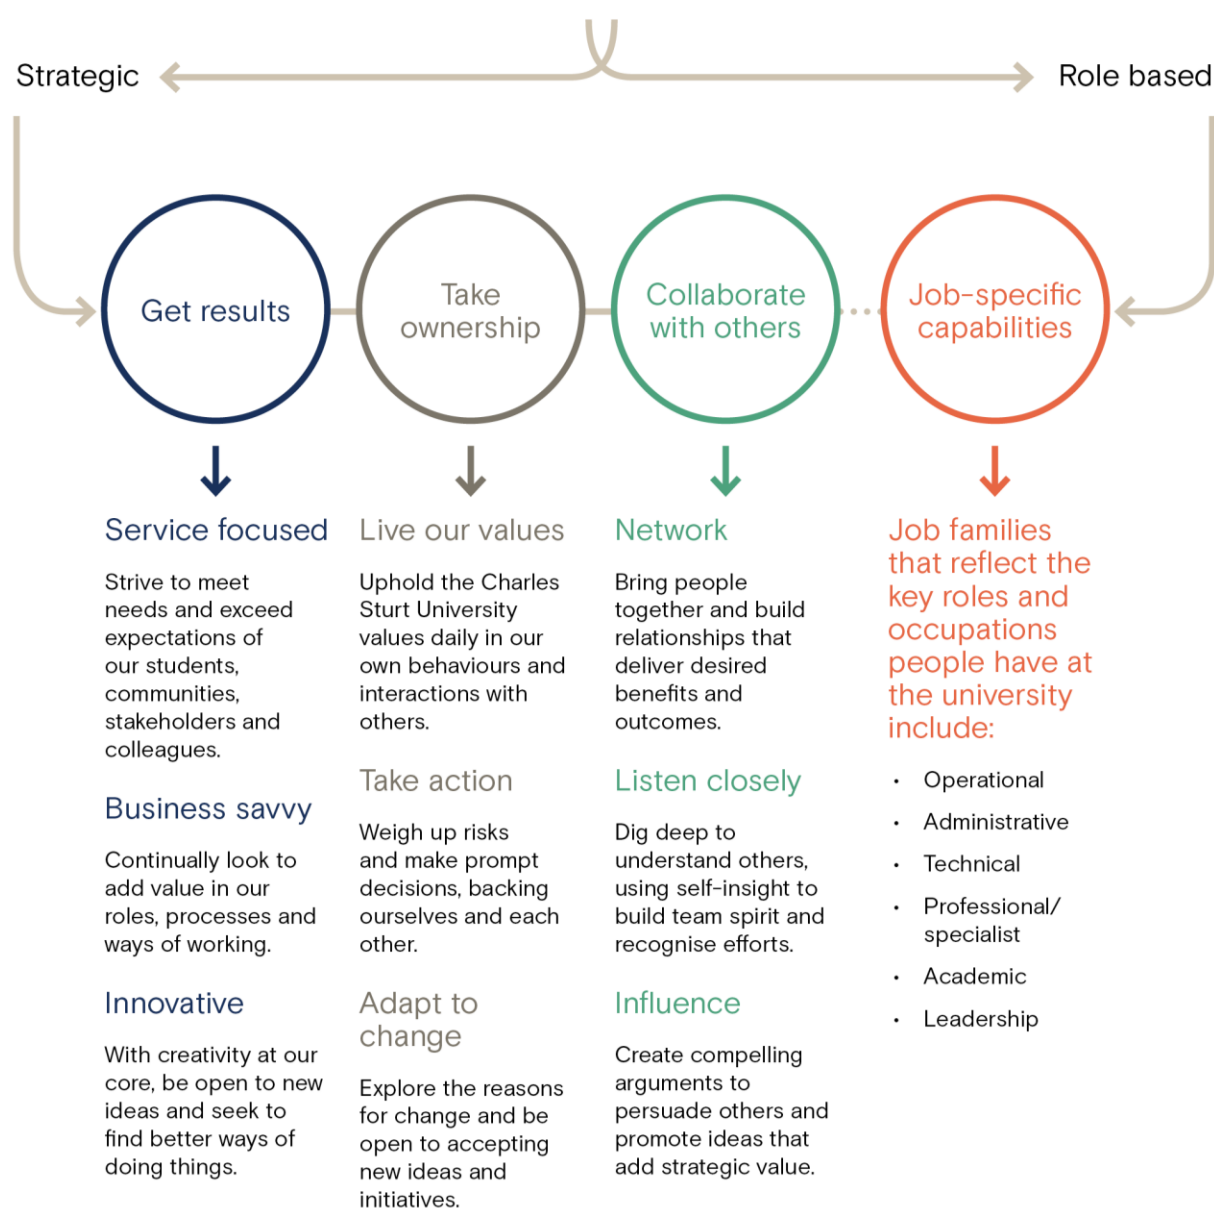 Strategic
Role based
Get results
Take
ownership
Collaborate
with others
Job-specific
capabilities
Service focused
Strive to meet
needs and exceed
expectations of
our students,
communities,
stakeholders and
colleagues.
Business savvy
Continually look to
add value in our
roles, processes and
ways of working.
Innovative
With creativity at our
core, be open to new
ideas and seek to
find better ways of
doing things.
Live our values
Uphold the Charles
Sturt University
values daily in our
own behaviours and
interactions with
others.
Take action
Weigh up risks
and make prompt
decisions, backing
ourselves and each
other.
Adapt to
change
Explore the reasons
for change and be
open to accepting
new ideas and
initiatives.
Network
Bring people
together and build
relationships that
deliver desired
benefits and
outcomes.
Listen closely
Dig deep to
understand others,
using self-insight to
build team spirit and
recognise efforts.
Influence
Create compelling
arguments to
persuade others and
promote ideas that
add strategic value.
Job families
that reflect the
key roles and
occupations
people have at
the university
include:
• Operational
• Administrative
• Technical
• Professional/
specialist
• Academic
• Leadership